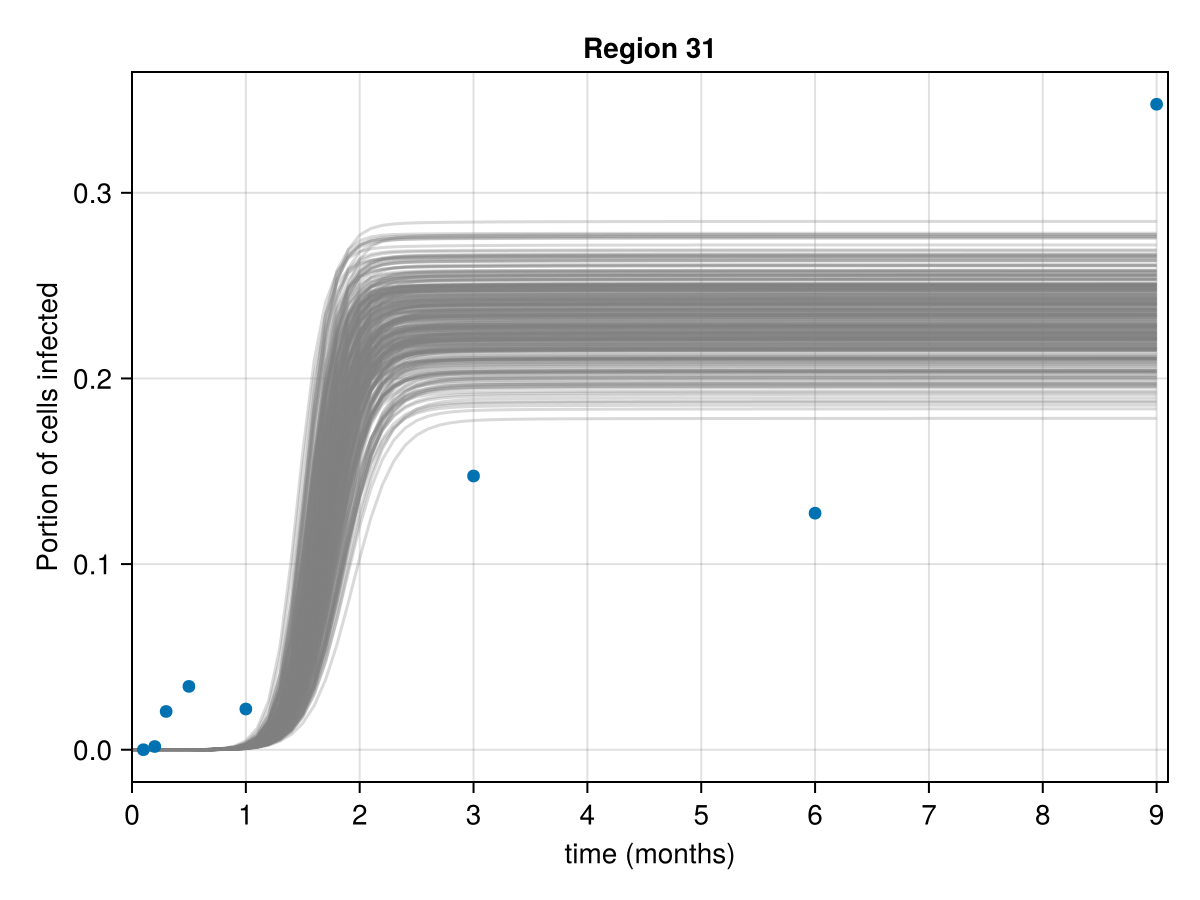 Region 31
Portion of cells infected
0.3
0.2
0.1
0.0
0 1 2 3 4 5 6 7 8 9
time (months)